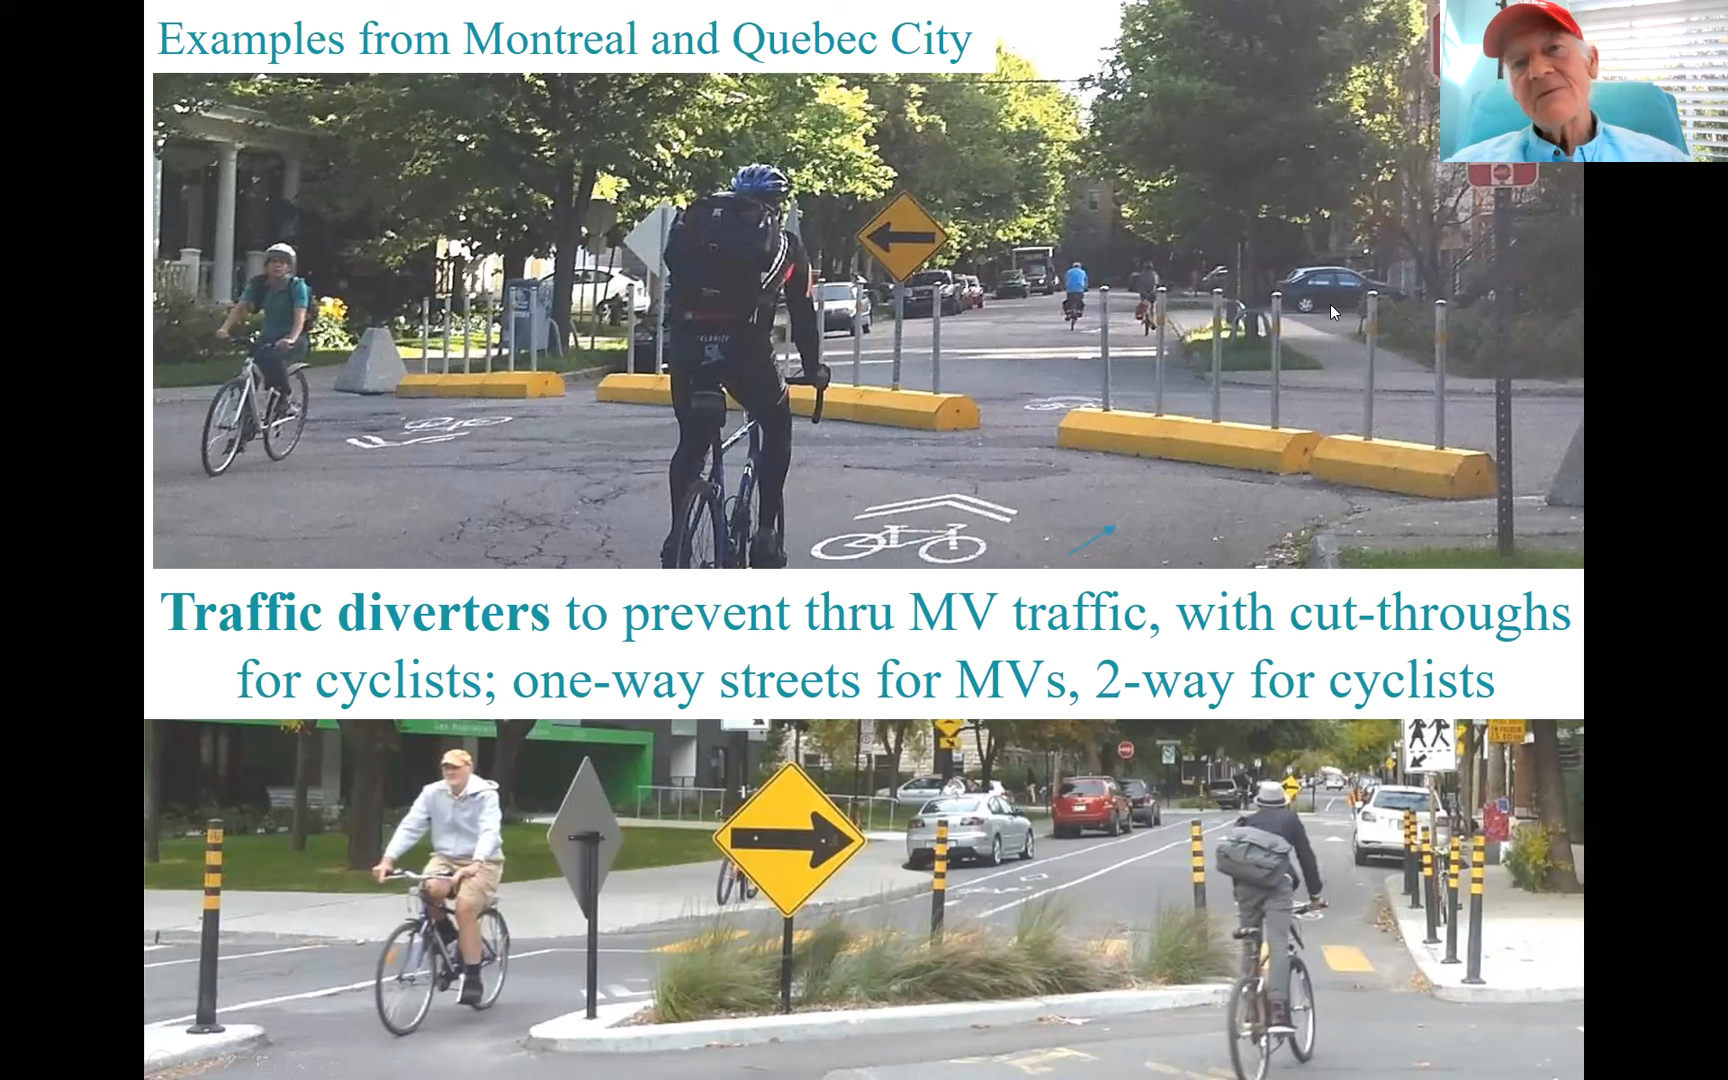 Examples from Montreal and Quebec City
Traffic diverters to prevent thru MV traffic, with cut-throughs
for cyclists; one-way streets for MVs, 2-way for cyclists